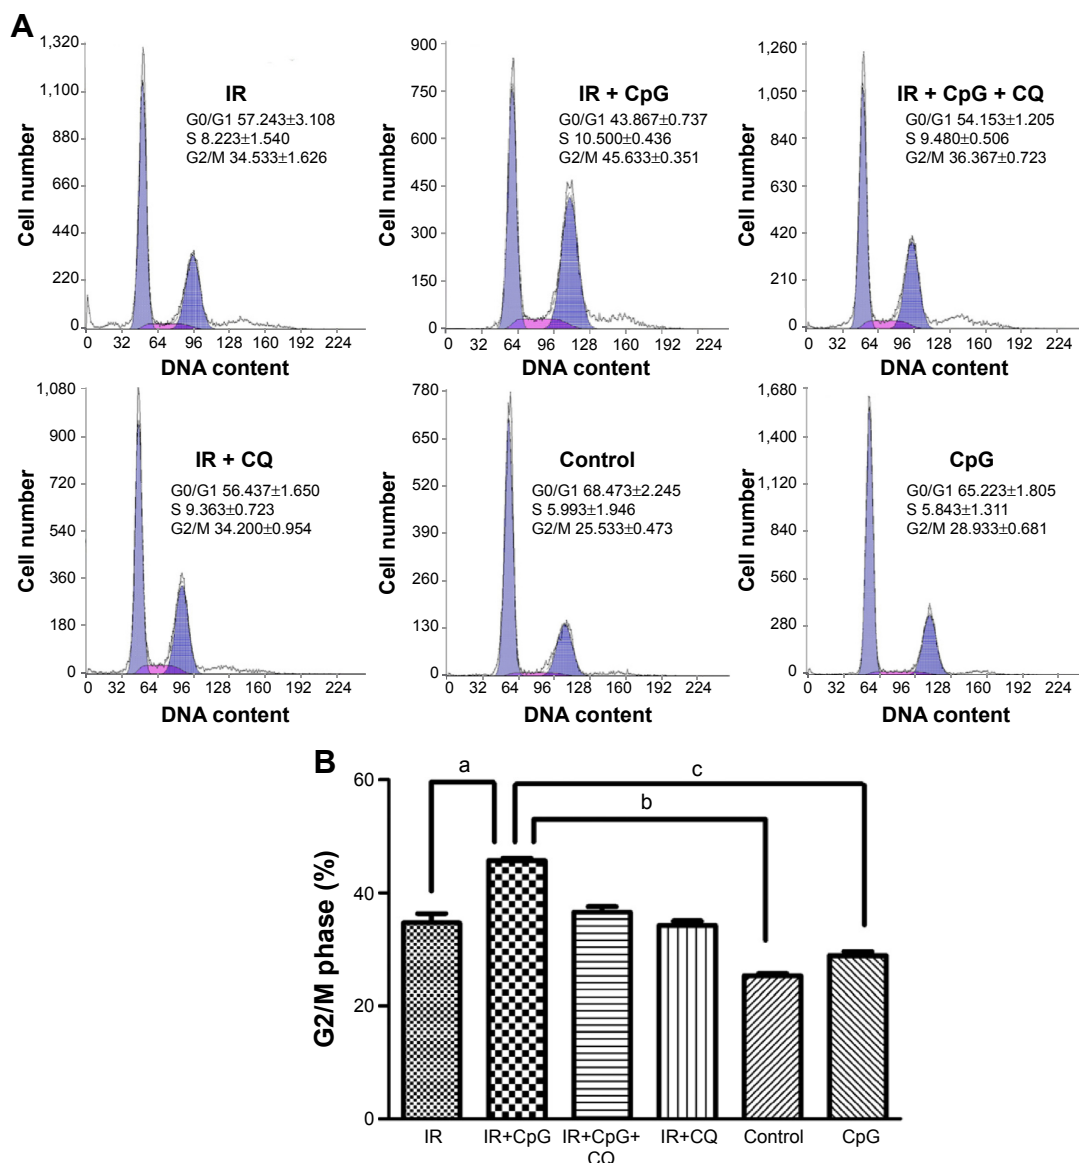 A
1,320
1,100
880
660
440
220
0
Cell number
IR
G0/G1 57.243±3.108
S 8.223±1.540
G2/M 34.533±1.626
0 32 64 96 128 160 192 224
DNA content
900
750
600
450
300
150
0
Cell number
IR + CpG
G0/G1 43.867±0.737
S 10.500±0.436
G2/M 45.633±0.351
0 32 64 96 128 160 192 224
DNA content
1,260
1,050
840
630
420
210
0
Cell number
IR + CpG + CQ
G0/G1 54.153±1.205
S 9.480±0.506
G2/M 36.367±0.723
0 32 64 96 128 160 192 224
DNA content
1,080
900
720
540
360
180
0
Cell number
IR + CQ
G0/G1 56.437±1.650
S 9.363±0.723
G2/M 34.200±0.954
0 32 64 96 128 160 192 224
DNA content
780
650
520
390
260
130
0
Cell number
Control
G0/G1 68.473±2.245
S 5.993±1.946
G2/M 25.533±0.473
0 32 64 96 128 160 192 224
DNA content
1,680
1,400
1,120
840
560
280
0
Cell number
CpG
G0/G1 65.223±1.805
S 5.843±1.311
G2/M 28.933±0.681
0 32 64 96 128 160 192 224
DNA content
B
60
40
20
0
G2/M phase (%)
a
c
b
IR
IR+CpG
IR+CpG+
CQ
IR+CQ
Control
CpG